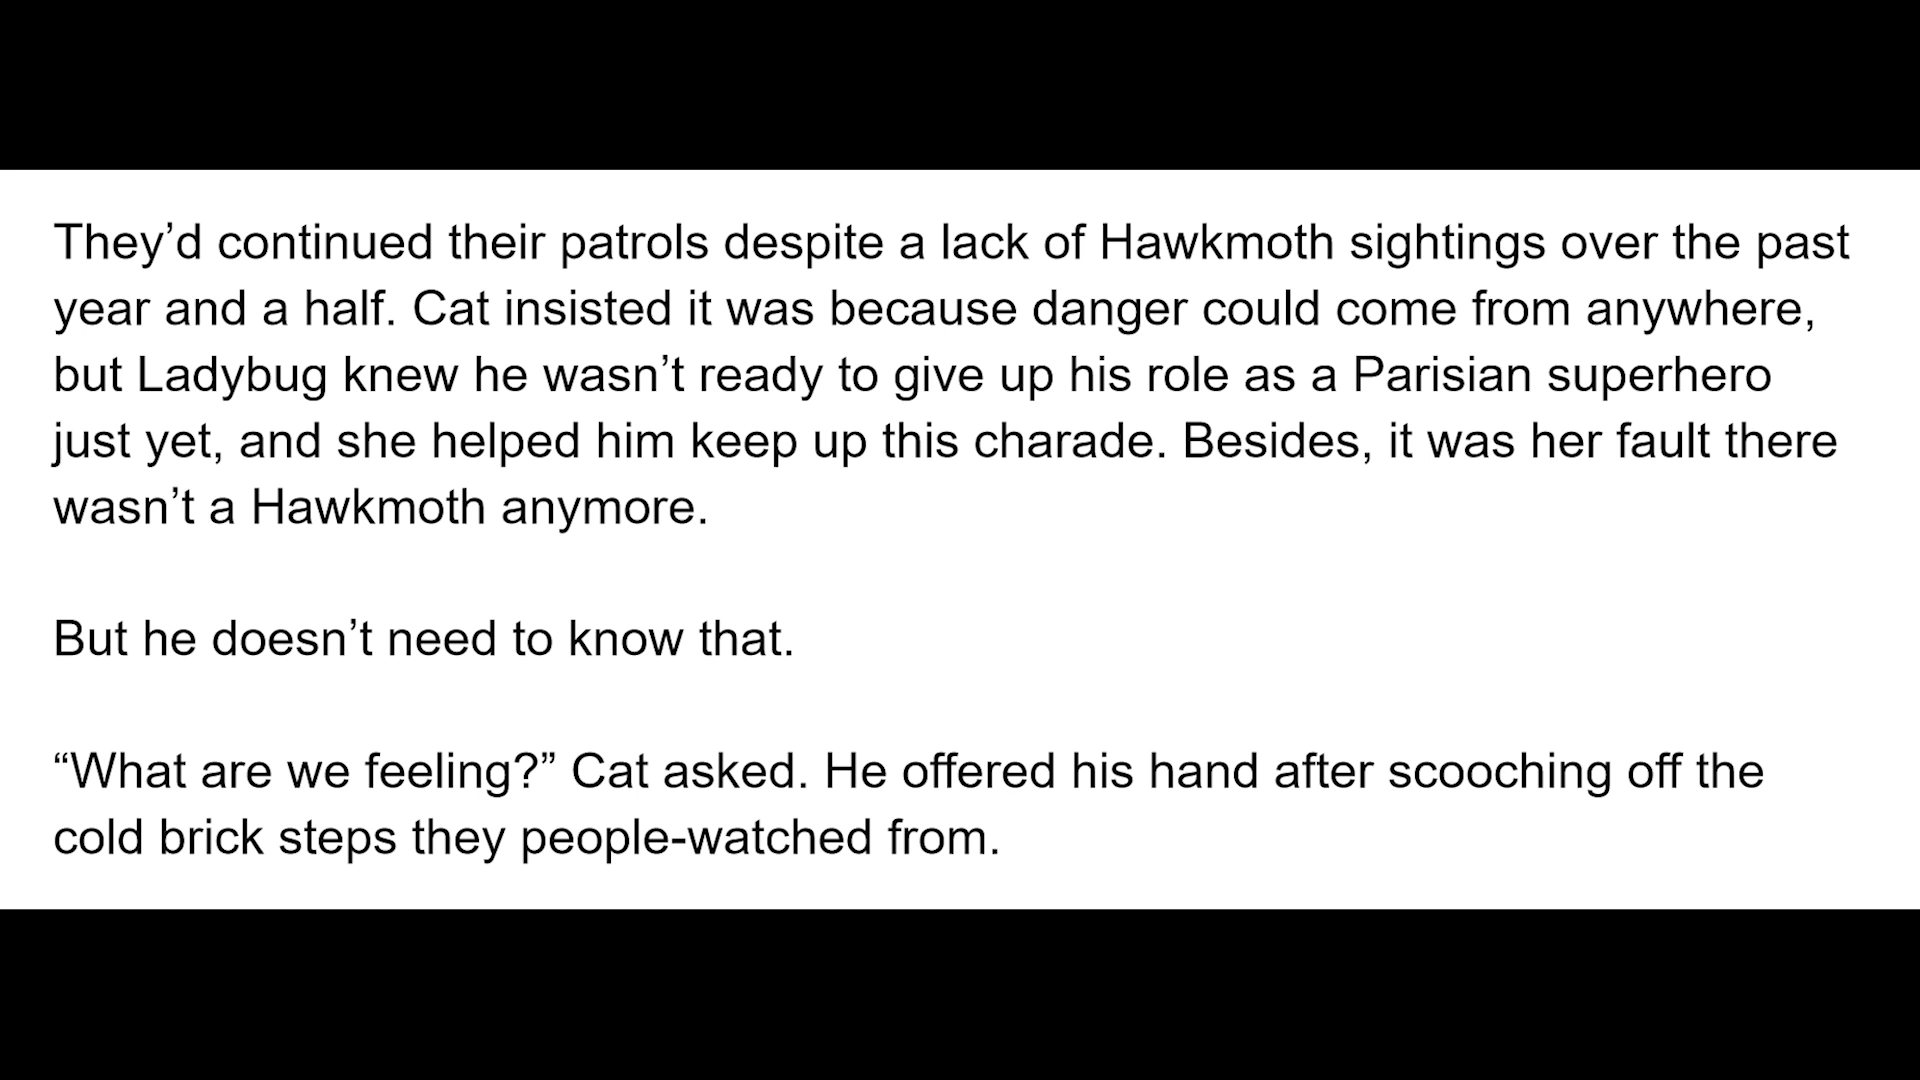 They’d continued their patrols despite a lack of Hawkmoth sightings over the past
year and a half. Cat insisted it was because danger could come from anywhere,
but Ladybug knew he wasn’t ready to give up his role as a Parisian superhero
just yet, and she helped him keep up this charade. Besides, it was her fault there
wasn’t a Hawkmoth anymore.
But he doesn’t need to know that.
“What are we feeling?” Cat asked. He offered his hand after scooching off the
cold brick steps they people-watched from.